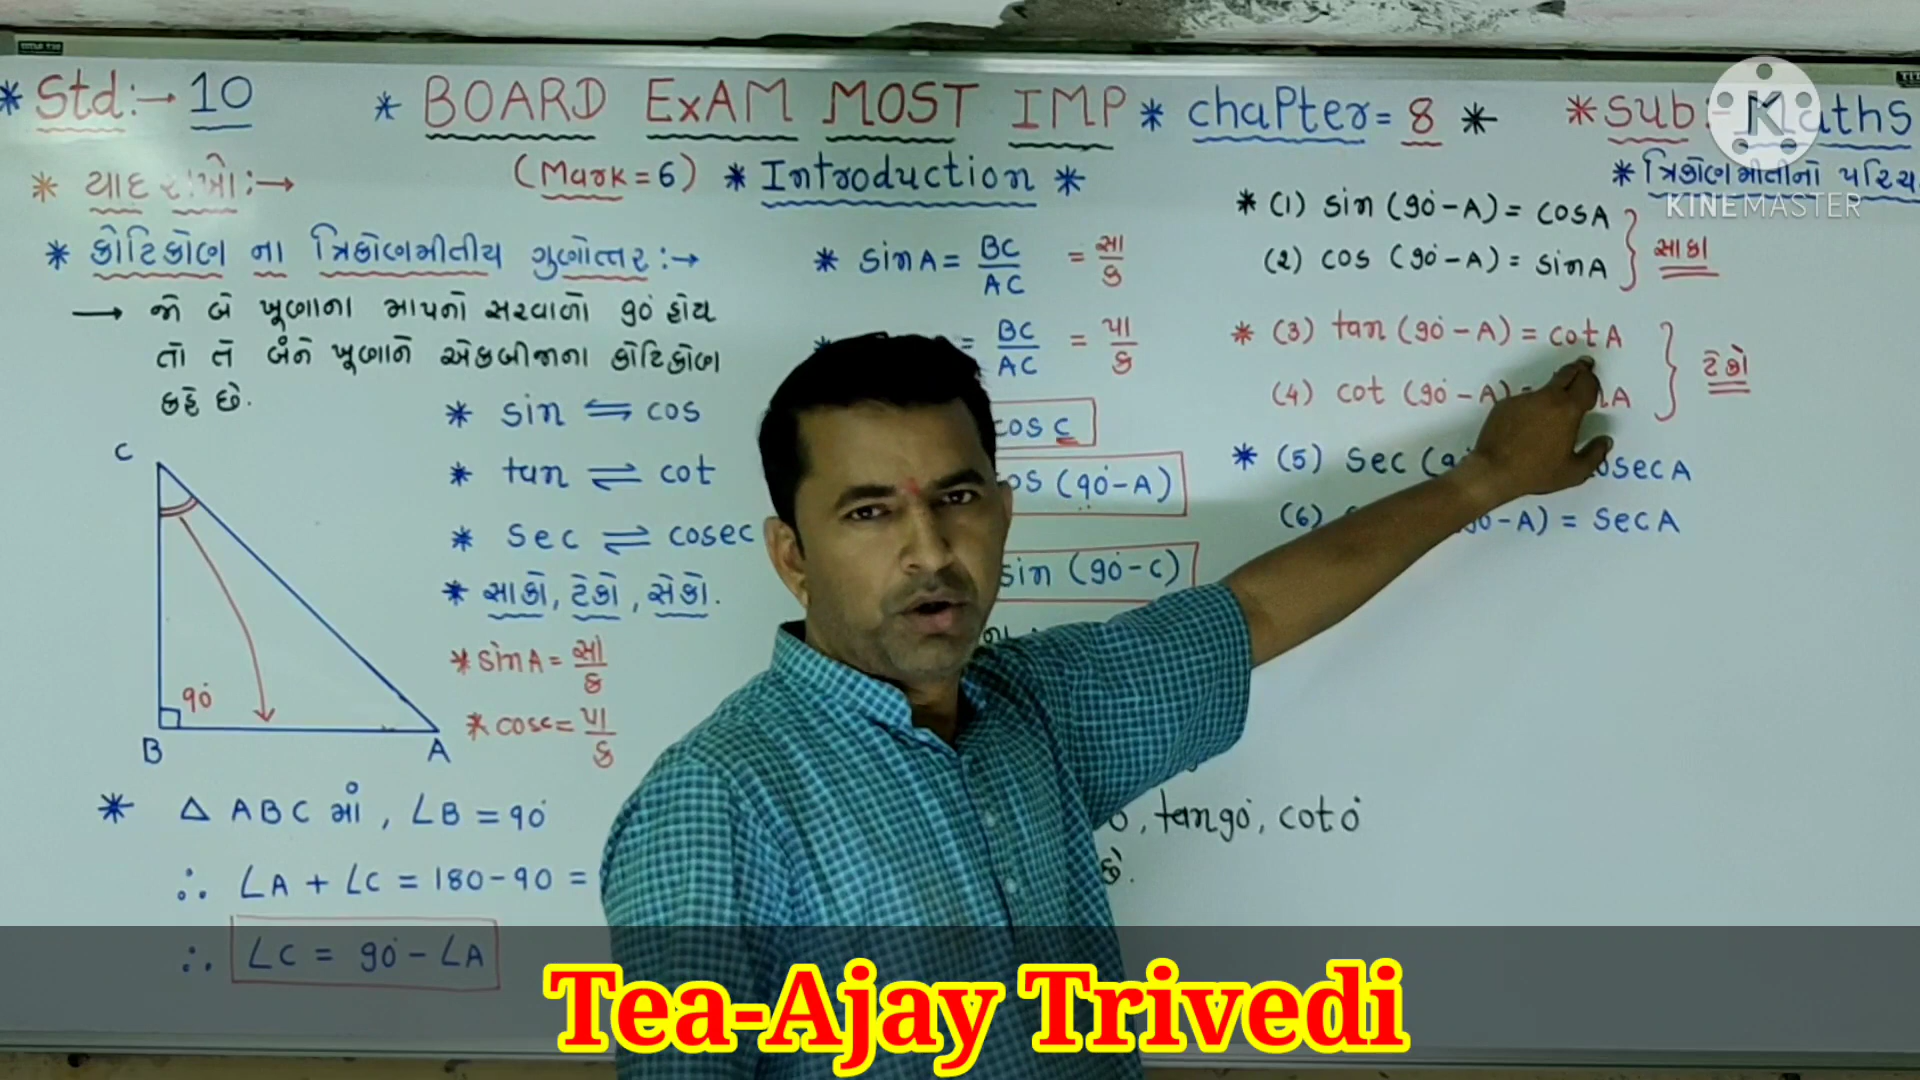 * Std:→ 10 * BOARD ExAM MOST IMP * chapter= 8 * * Sub:- Maths
(Mark=6) * Introduction *
* ત્રિકોણમીતીનો પરિચય
KINEMASTER
* યાદ રાખો:→
* કોટિકોણ ના ત્રિકોણમીતીય ગુણોત્તર:→
→ જો બે ખૂણાના માપનો સરવાળો 90° હોય
તો તે બંને ખૂણાને એકબીજાના કોટિકોણ
કહે છે.
C
90°
B A
* sin ⇌ cos
* tan ⇌ cot
* sec ⇌ cosec
* સાકો, ટેકો, સેકો.
* sinA = સા/ક
* cosc = પા/ક
* △ ABC માં, ∠B = 90°
∴ ∠A + ∠C = 180-90 =
∴ ∠C = 90° - ∠A
* sinA = BC/AC = સા/ક
= BC/AC = પા/ક
cos c
cos (90°-A)
sin (90°-c)
, tan90°, cot0°
છે.
* (1) sin (90°-A) = cosA
(2) cos (90°-A) = sinA
સાકો
* (3) tan (90°-A) = cotA
(4) cot (90°-A) = A
ટેકો
* (5) Sec (9 cosecA
(6) 90-A) = SecA
Tea-Ajay Trivedi